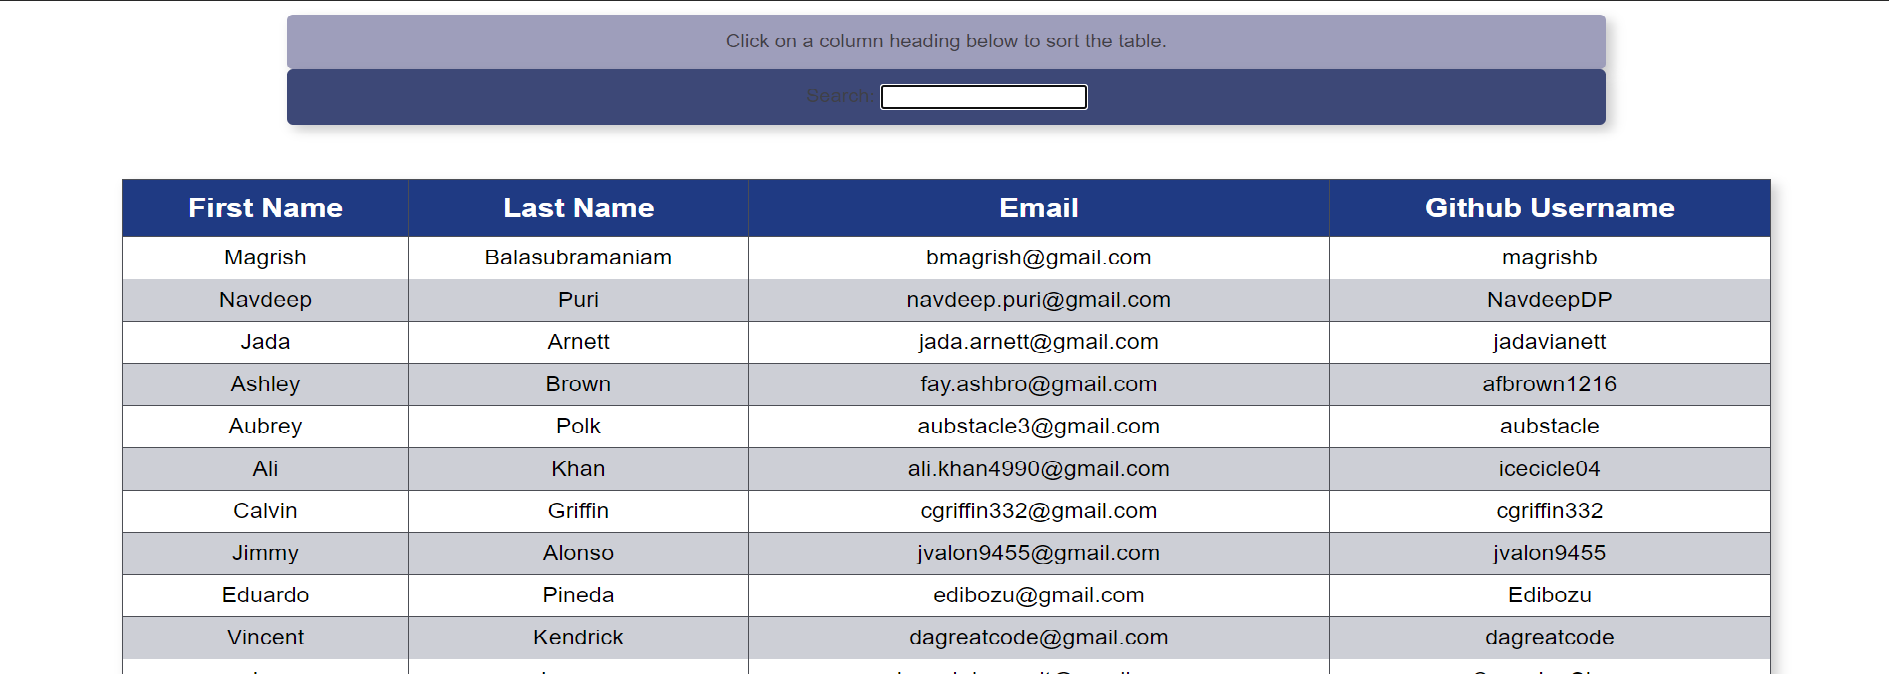 Click on a column heading below to sort the table.
Search:
First Name Last Name Email Github Username
Magrish Balasubramaniam bmagrish@gmail.com magrishb
Navdeep Puri navdeep.puri@gmail.com NavdeepDP
Jada Arnett jada.arnett@gmail.com jadavianett
Ashley Brown fay.ashbro@gmail.com afbrown1216
Aubrey Polk aubstacle3@gmail.com aubstacle
Ali Khan ali.khan4990@gmail.com icecicle04
Calvin Griffin cgriffin332@gmail.com cgriffin332
Jimmy Alonso jvalon9455@gmail.com jvalon9455
Eduardo Pineda edibozu@gmail.com Edibozu
Vincent Kendrick dagreatcode@gmail.com dagreatcode